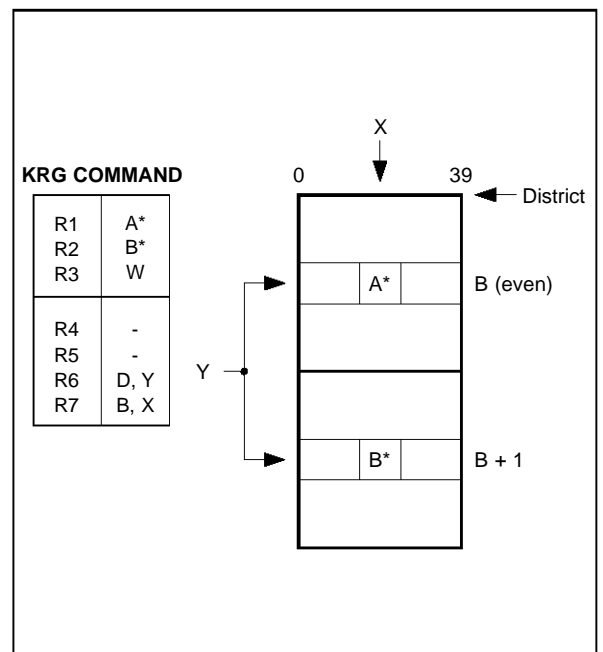 X
KRG COMMAND
0 39
District
R1 A*
R2 B*
R3 W
A* B (even)
R4 -
R5 -
R6 D, Y
R7 B, X
Y
B* B + 1